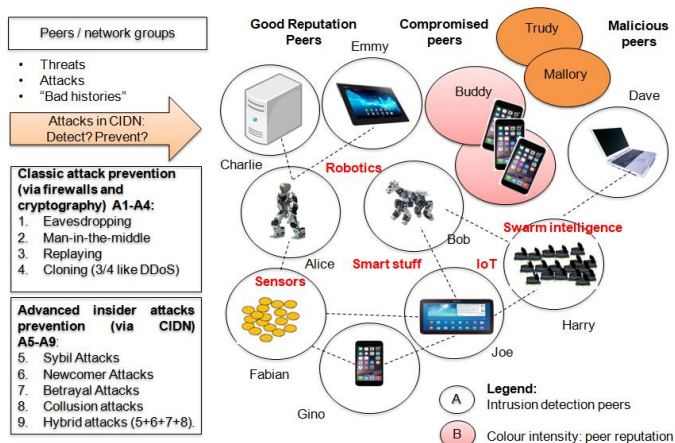 Peers / network groups
• Threats
• Attacks
• “Bad histories”
Attacks in CIDN:
Detect? Prevent?
Classic attack prevention
(via firewalls and
cryptography) A1-A4:
1. Eavesdropping
2. Man-in-the-middle
3. Replaying
4. Cloning (3/4 like DDoS)
Advanced insider attacks
prevention (via CIDN)
A5-A9:
5. Sybil Attacks
6. Newcomer Attacks
7. Betrayal Attacks
8. Collusion attacks
9. Hybrid attacks (5+6+7+8).
Good Reputation
Peers
Compromised
peers
Malicious
peers
Emmy
Trudy
Mallory
Buddy
Dave
Charlie
Robotics
Alice
Bob
Swarm intelligence
Sensors
Smart stuff
IoT
Harry
Fabian
Joe
Gino
Legend:
A
Intrusion detection peers
B
Colour intensity: peer reputation